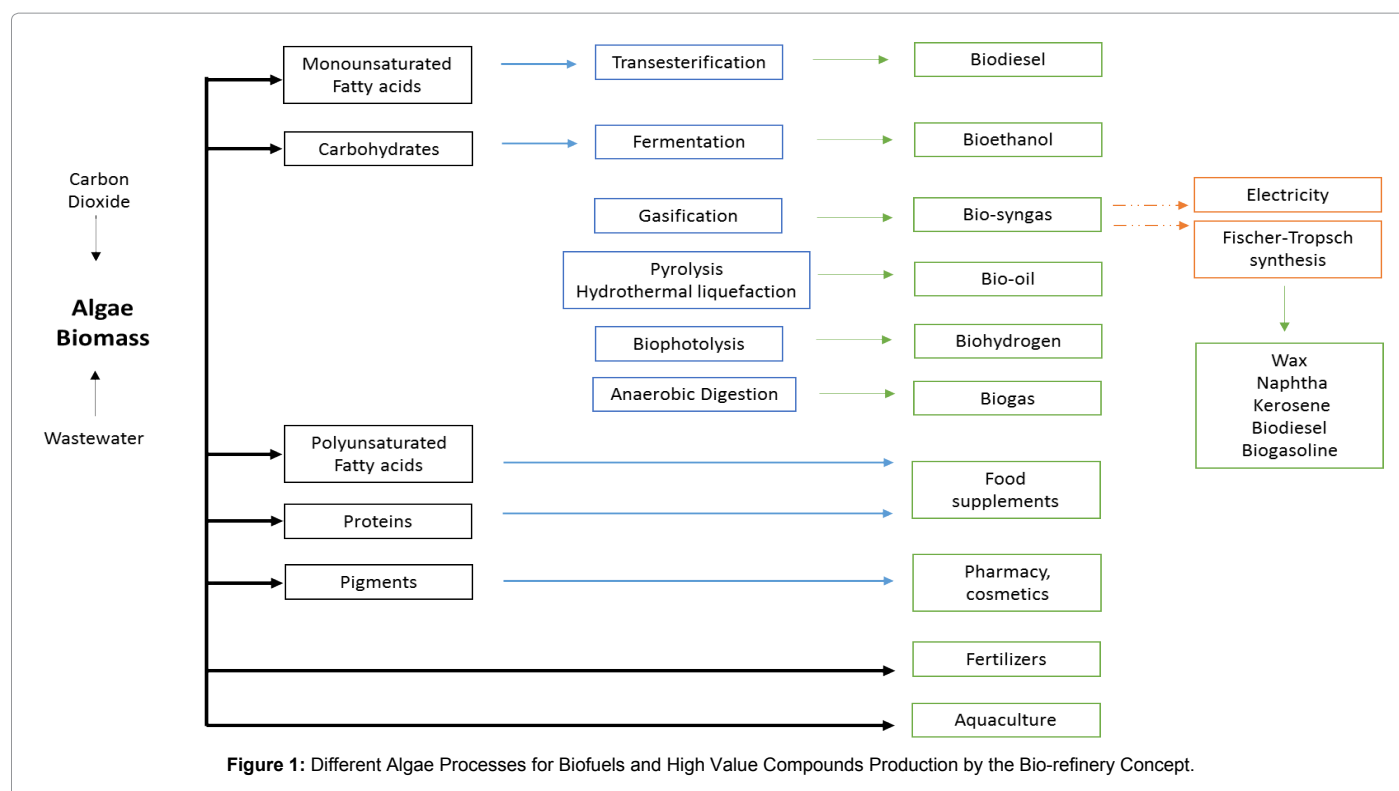 Carbon
Dioxide
Algae
Biomass
Wastewater
Monounsaturated
Fatty acids
Transesterification
Biodiesel
Carbohydrates
Fermentation
Bioethanol
Gasification
Bio-syngas
Electricity
Fischer-Tropsch
synthesis
Pyrolysis
Hydrothermal liquefaction
Bio-oil
Biophotolysis
Biohydrogen
Anaerobic Digestion
Biogas
Wax
Naphtha
Kerosene
Biodiesel
Biogasoline
Polyunsaturated
Fatty acids
Food
supplements
Proteins
Pigments
Pharmacy,
cosmetics
Fertilizers
Aquaculture
Figure 1: Different Algae Processes for Biofuels and High Value Compounds Production by the Bio-refinery Concept.